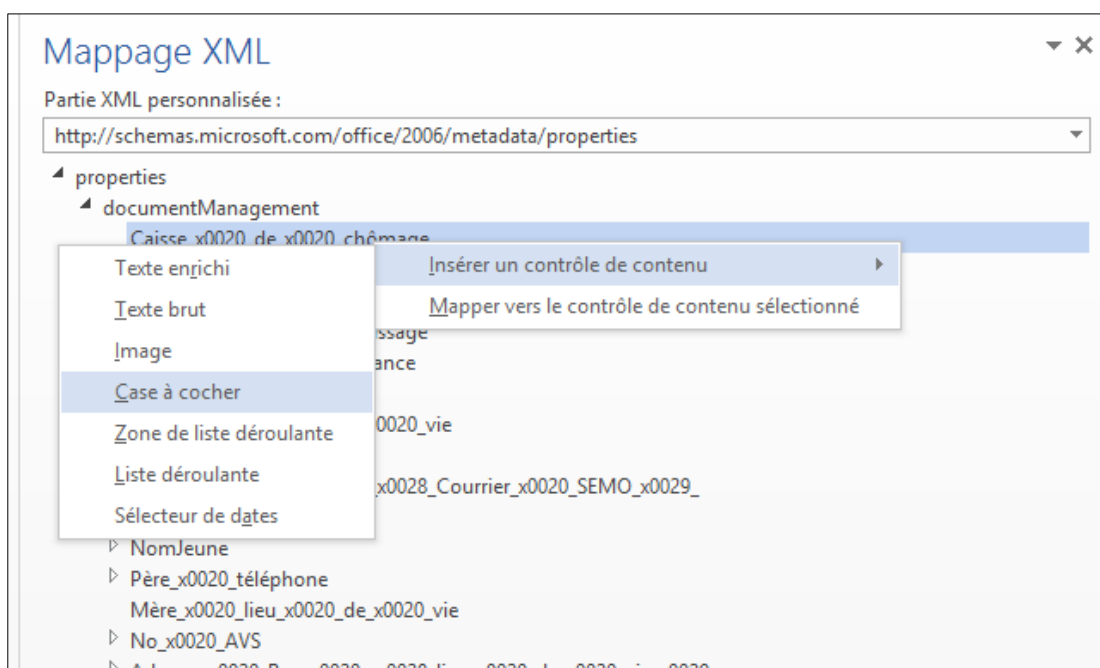 Mappage XML
Partie XML personnalisée :
http://schemas.microsoft.com/office/2006/metadata/properties
properties
documentManagement
Caisse_x0020_de_x0020_chômage
Texte enrichi
Insérer un contrôle de contenu
Texte brut
Mapper vers le contrôle de contenu sélectionné
ssage
Image
ance
Case à cocher
0020_vie
Zone de liste déroulante
Liste déroulante
x0028_Courrier_x0020_SEMO_x0029_
Sélecteur de dates
NomJeune
Père_x0020_téléphone
Mère_x0020_lieu_x0020_de_x0020_vie
No_x0020_AVS